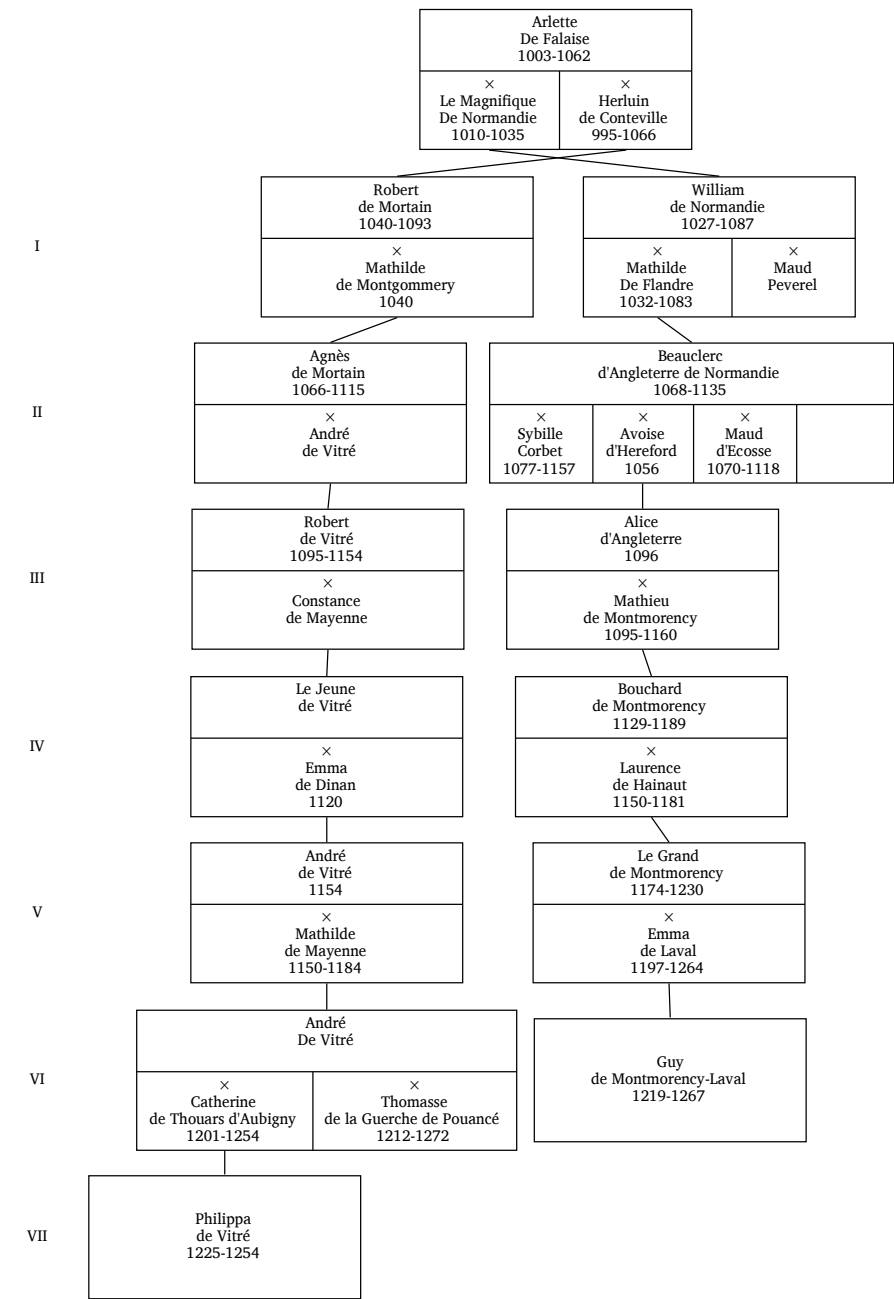 Arlette
De Falaise
1003-1062
×
Le Magnifique
De Normandie
1010-1035
×
Herluin
de Conteville
995-1066
I
Robert
de Mortain
1040-1093
×
Mathilde
de Montgommery
1040
William
de Normandie
1027-1087
×
Mathilde
De Flandre
1032-1083
×
Maud
Peverel
II
Agnès
de Mortain
1066-1115
×
André
de Vitré
Beauclerc
d'Angleterre de Normandie
1068-1135
×
Sybille
Corbet
1077-1157
×
Avoise
d'Hereford
1056
×
Maud
d'Ecosse
1070-1118
III
Robert
de Vitré
1095-1154
×
Constance
de Mayenne
Alice
d'Angleterre
1096
×
Mathieu
de Montmorency
1095-1160
IV
Le Jeune
de Vitré
×
Emma
de Dinan
1120
Bouchard
de Montmorency
1129-1189
×
Laurence
de Hainaut
1150-1181
V
André
de Vitré
1154
×
Mathilde
de Mayenne
1150-1184
Le Grand
de Montmorency
1174-1230
×
Emma
de Laval
1197-1264
VI
André
De Vitré
×
Catherine
de Thouars d'Aubigny
1201-1254
×
Thomasse
de la Guerche de Pouancé
1212-1272
Guy
de Montmorency-Laval
1219-1267
VII
Philippa
de Vitré
1225-1254